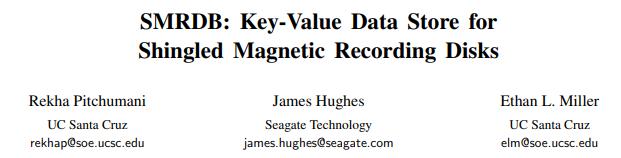 SMRDB: Key-Value Data Store for
Shingled Magnetic Recording Disks
Rekha Pitchumani James Hughes Ethan L. Miller
UC Santa Cruz Seagate Technology UC Santa Cruz
rekhap@soe.ucsc.edu james.hughes@seagate.com elm@soe.ucsc.edu